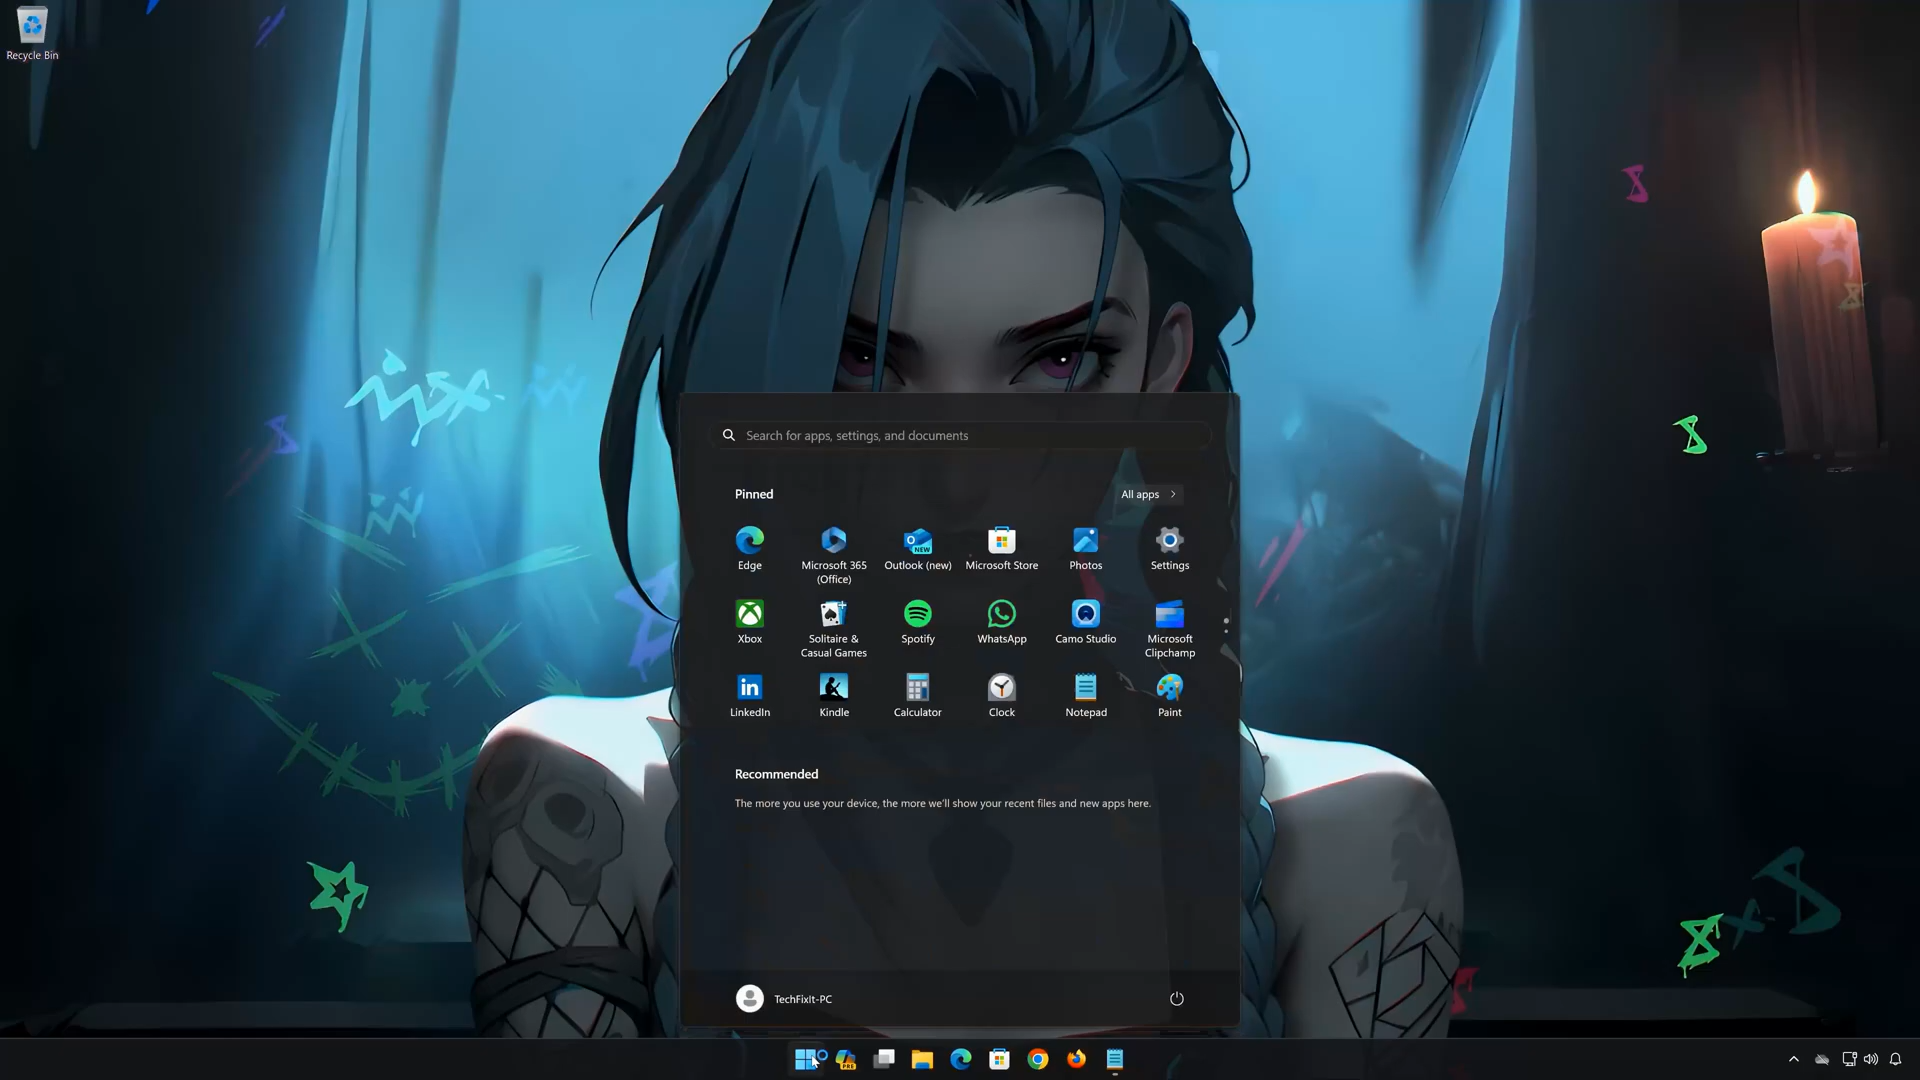 Recycle Bin
Search for apps, settings, and documents
Pinned
All apps
Edge
Microsoft 365
(Office)
Outlook (new)
Microsoft Store
Photos
Settings
Xbox
Solitaire &
Casual Games
Spotify
WhatsApp
Camo Studio
Microsoft
Clipchamp
LinkedIn
Kindle
Calculator
Clock
Notepad
Paint
Recommended
The more you use your device, the more we'll show your recent files and new apps here.
TechFixIt-PC